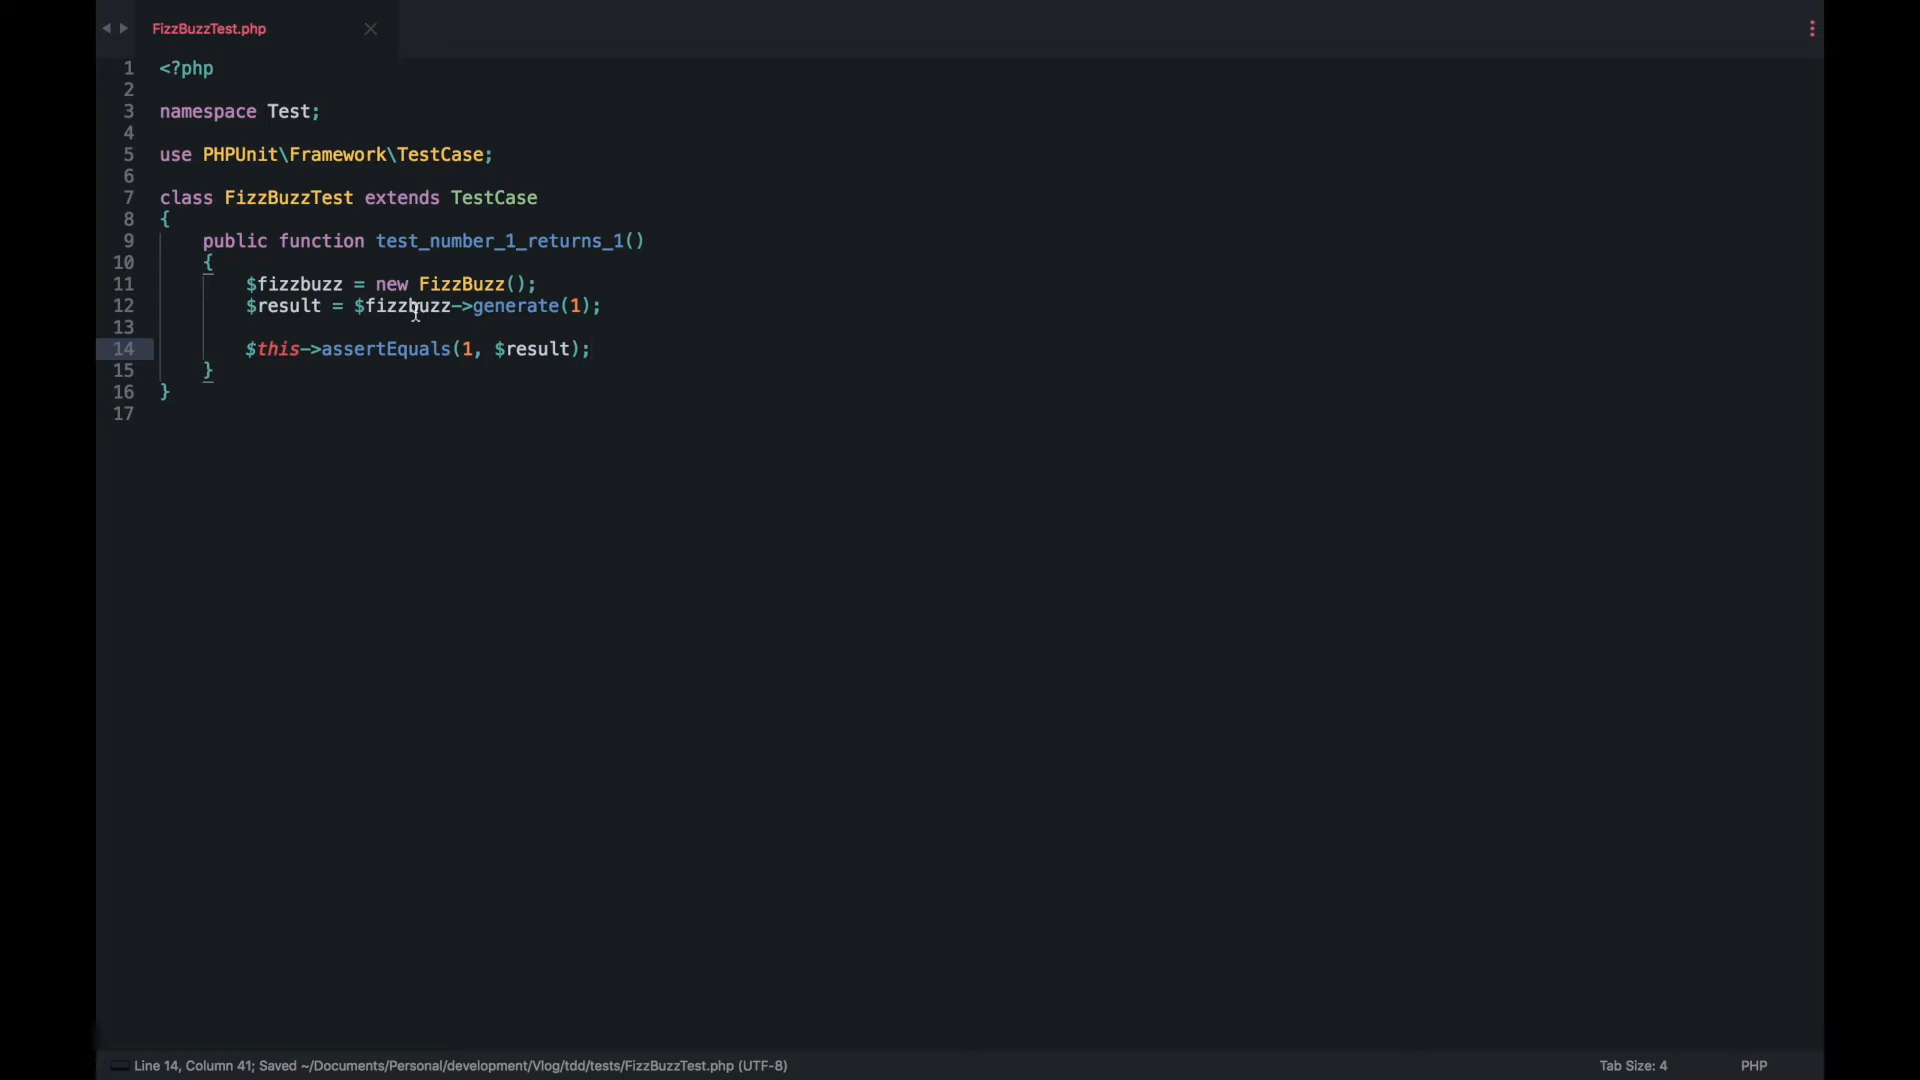 FizzBuzzTest.php
1 <?php
2
3 namespace Test;
4
5 use PHPUnit\Framework\TestCase;
6
7 class FizzBuzzTest extends TestCase
8 {
9     public function test_number_1_returns_1()
10     {
11         $fizzbuzz = new FizzBuzz();
12         $result = $fizzbuzz->generate(1);
13
14         $this->assertEquals(1, $result);
15     }
16 }
17
Line 14, Column 41; Saved ~/Documents/Personal/development/Vlog/tdd/tests/FizzBuzzTest.php (UTF-8) Tab Size: 4 PHP